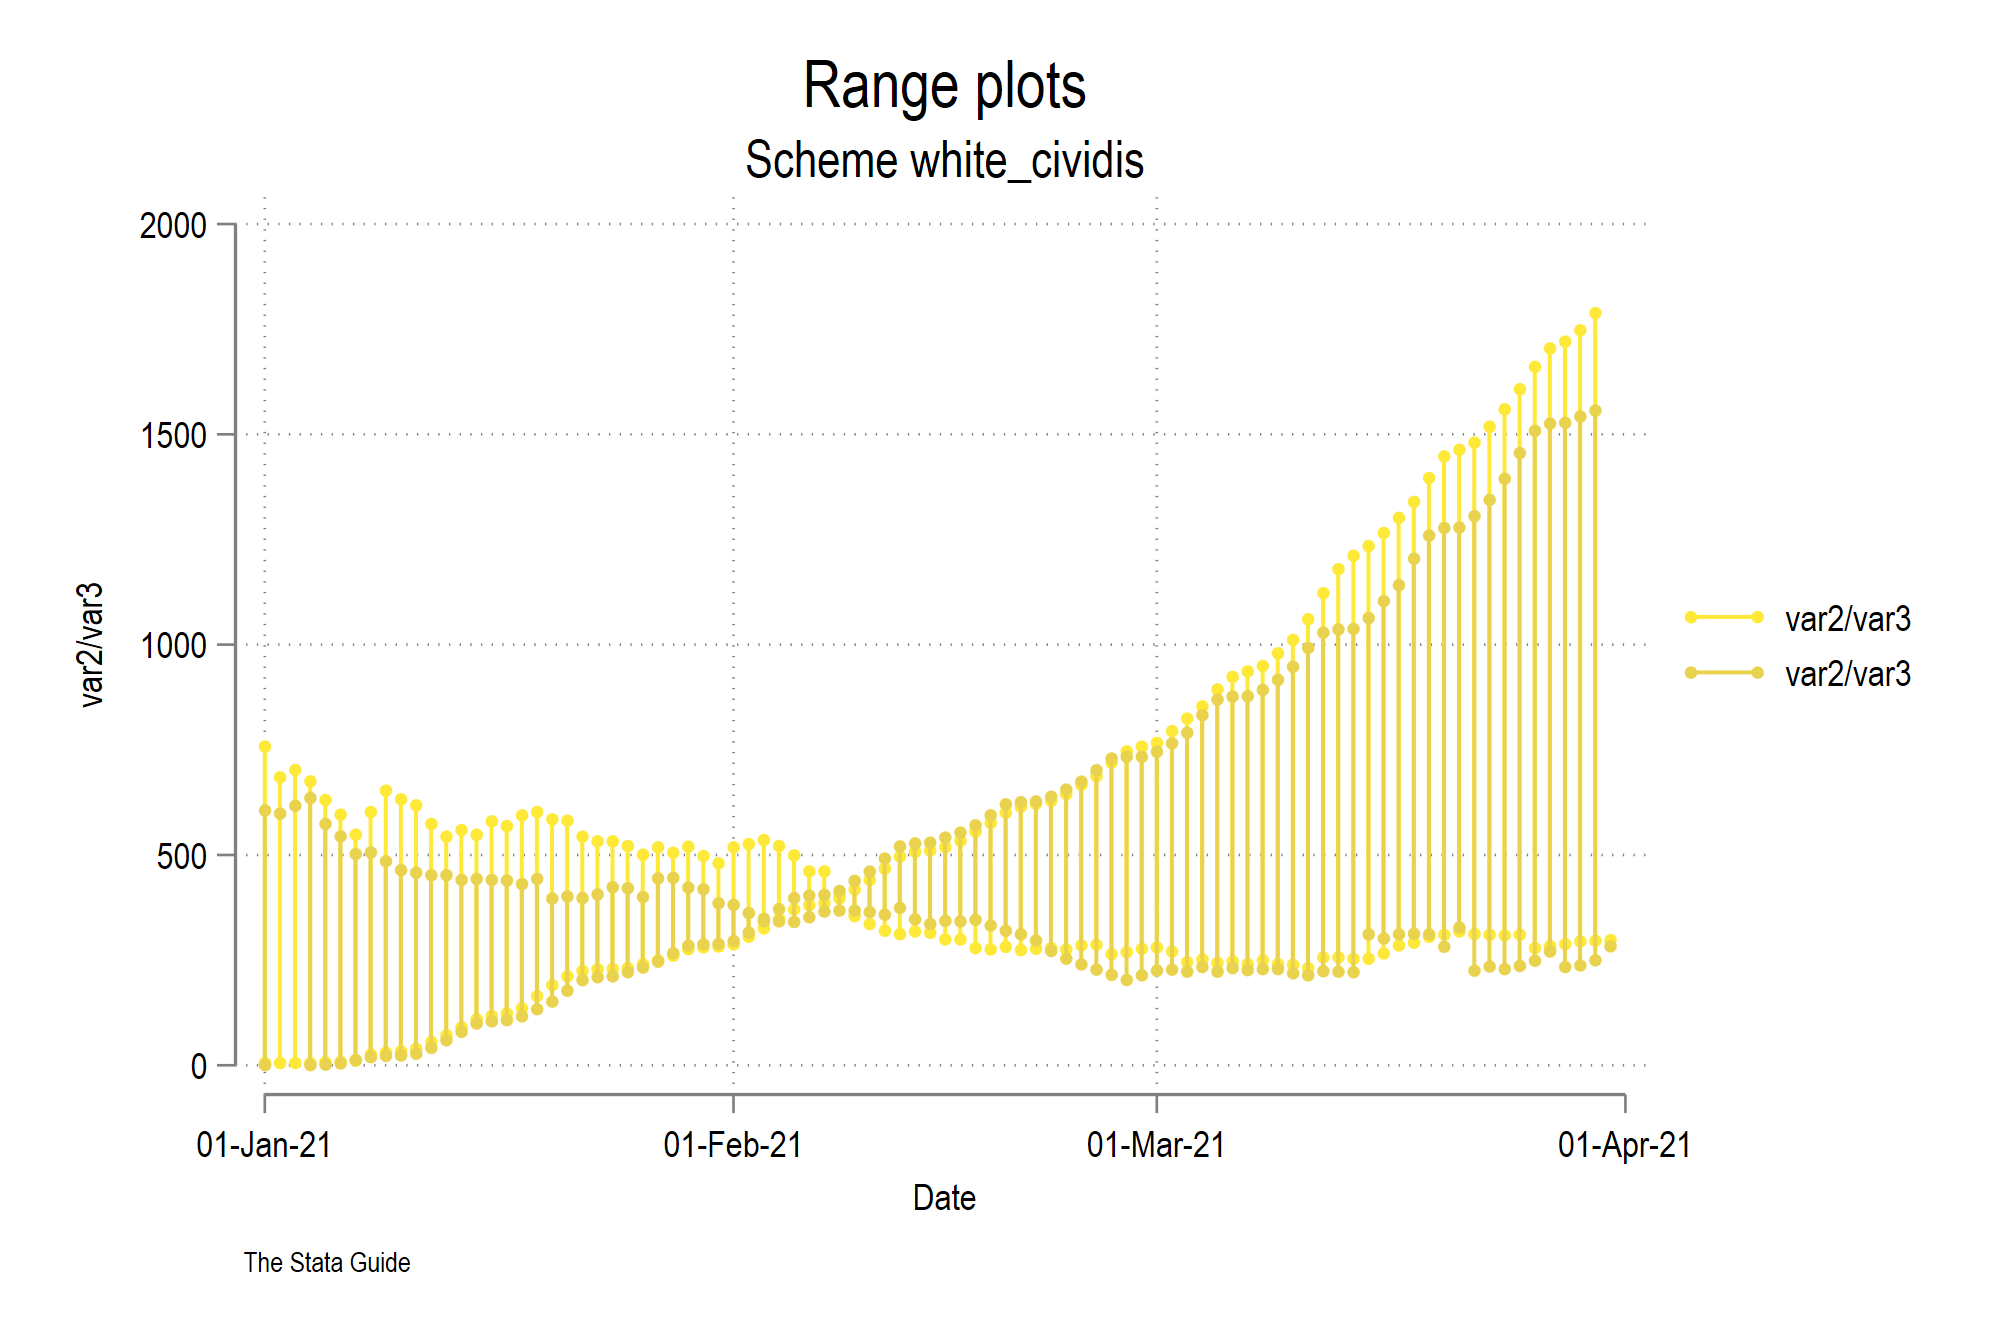 Range plots
Scheme white_cividis
2000
1500
1000
500
0
var2/var3
var2/var3
var2/var3
01-Jan-21
01-Feb-21
01-Mar-21
01-Apr-21
Date
The Stata Guide